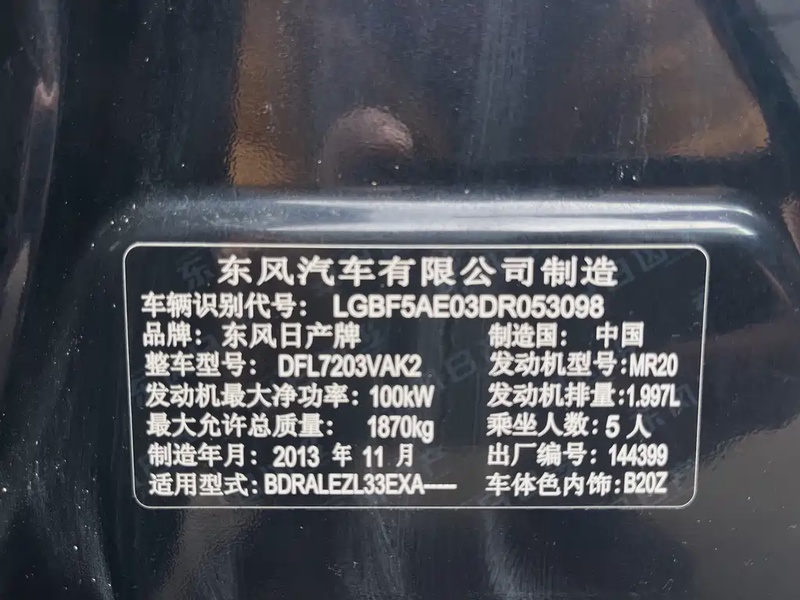 东风汽车有限公司制造
车辆识别代号: LGBF5AE03DR053098
品牌: 东风日产牌 制造国: 中国
整车型号: DFL7203VAK2 发动机型号:MR20
发动机最大净功率: 100kW 发动机排量:1.997L
最大允许总质量: 1870kg 乘坐人数:5人
制造年月: 2013 年 11 月 出厂编号: 144399
适用型式:BDRALEZL33EXA---- 车体色内饰:B20Z